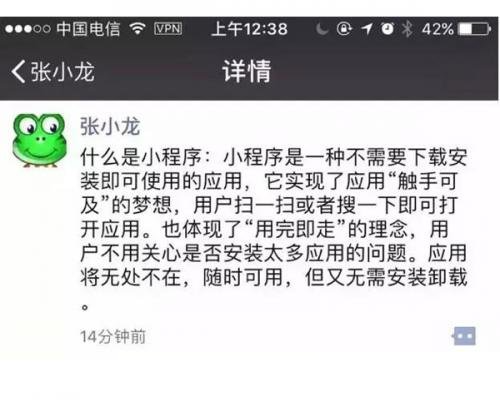 中国电信 VPN 上午12:38 42%
张小龙 详情
张小龙
什么是小程序：小程序是一种不需要下载安
装即可使用的应用，它实现了应用“触手可
及”的梦想，用户扫一扫或者搜一下即可打
开应用。也体现了“用完即走”的理念，用
户不用关心是否安装太多应用的问题。应用
将无处不在，随时可用，但又无需安装卸载
。
14分钟前